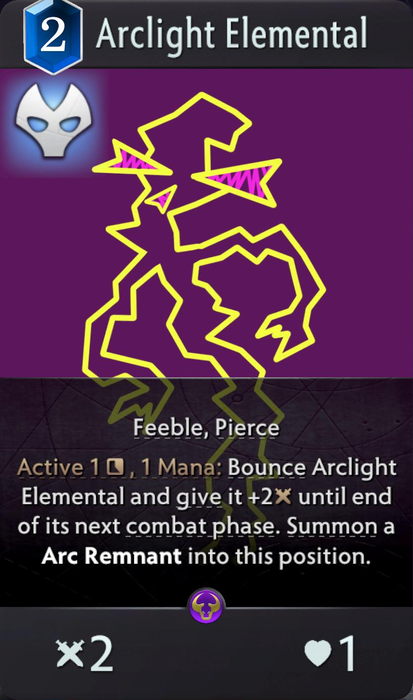 2 Arclight Elemental
Feeble, Pierce
Active 1, 1 Mana: Bounce Arclight
Elemental and give it +2 until end
of its next combat phase. Summon a
Arc Remnant into this position.
2 1